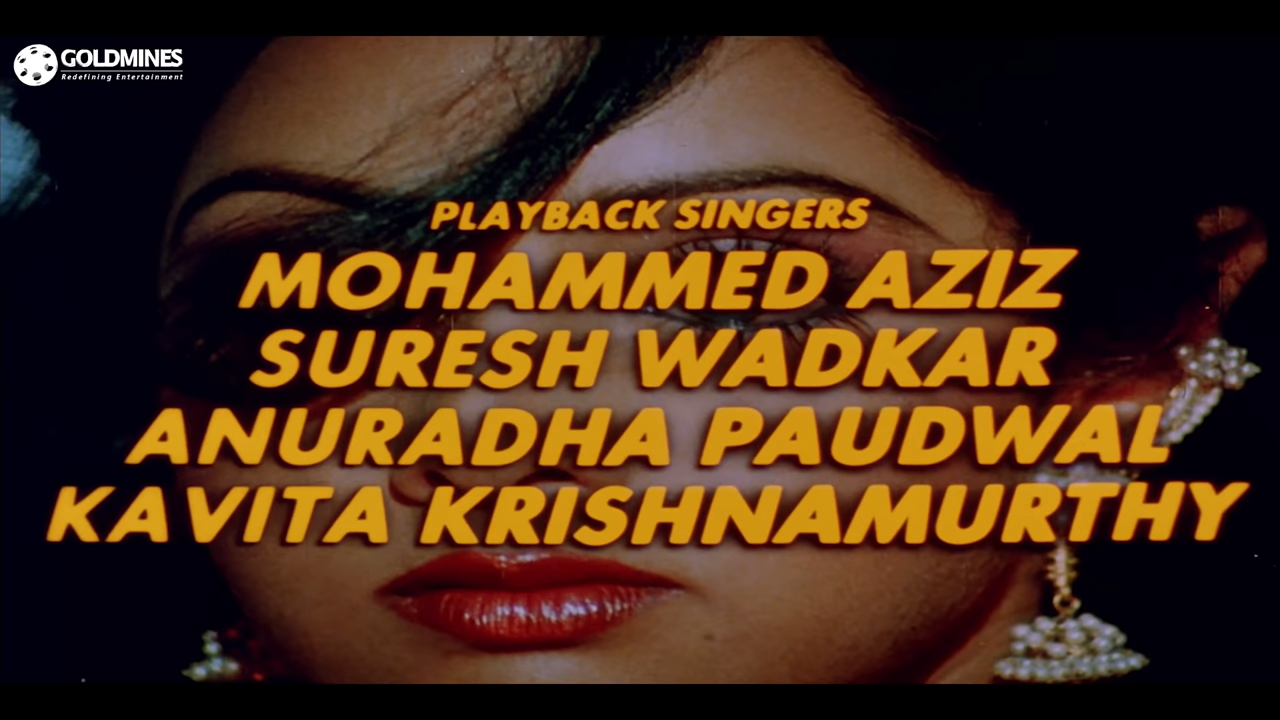 GOLDMINES
Redefining Entertainment
PLAYBACK SINGERS
MOHAMMED AZIZ
SURESH WADKAR
ANURADHA PAUDWAL
KAVITA KRISHNAMURTHY